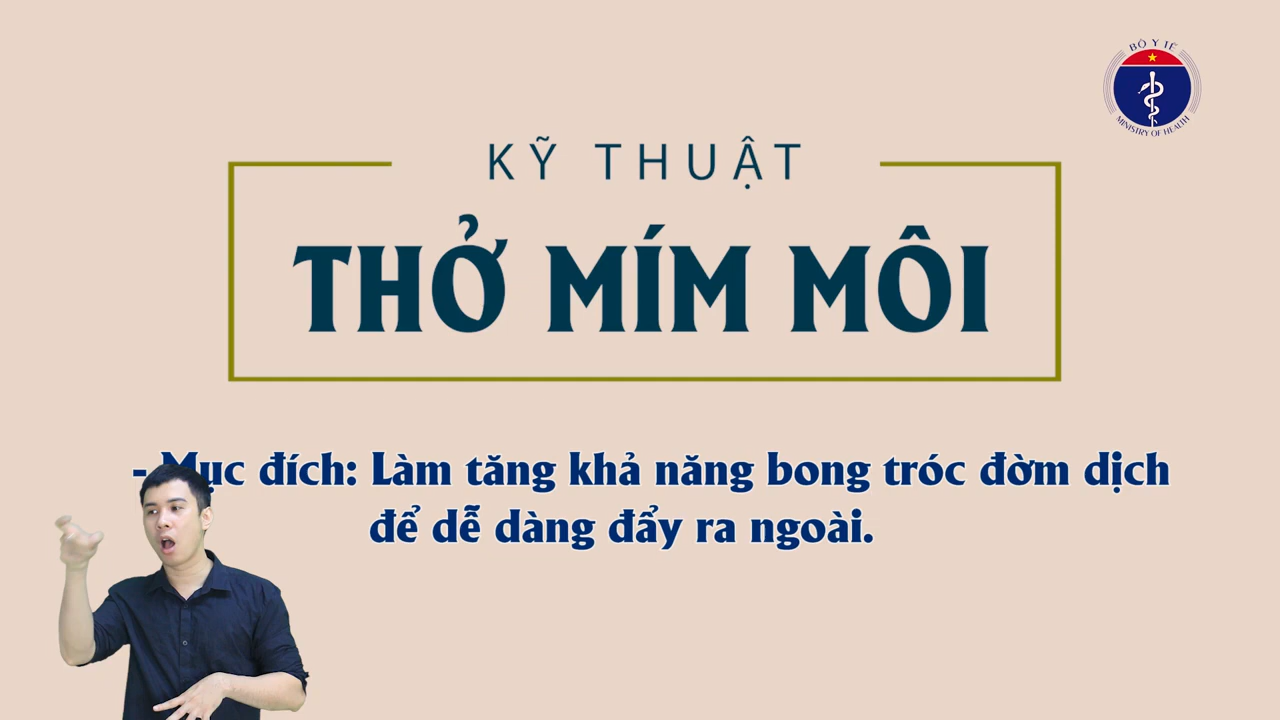 BỘ Y TẾ
MINISTRY OF HEALTH
KỸ THUẬT
THỞ MÍM MÔI
- Mục đích: Làm tăng khả năng bong tróc đờm dịch
để dễ dàng đẩy ra ngoài.